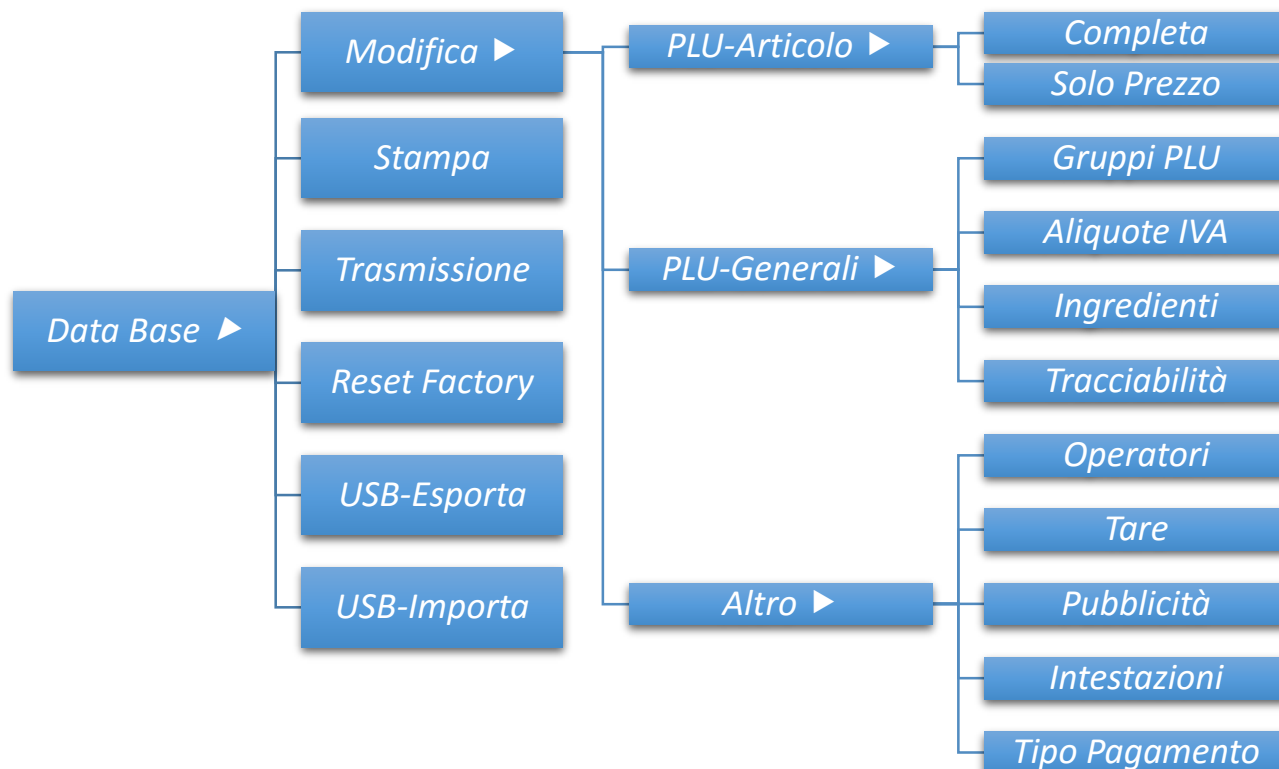 Data Base ▶
Modifica ▶
Stampa
Trasmissione
Reset Factory
USB-Esporta
USB-Importa
PLU-Articolo ▶
PLU-Generali ▶
Altro ▶
Completa
Solo Prezzo
Gruppi PLU
Aliquote IVA
Ingredienti
Tracciabilità
Operatori
Tare
Pubblicità
Intestazioni
Tipo Pagamento